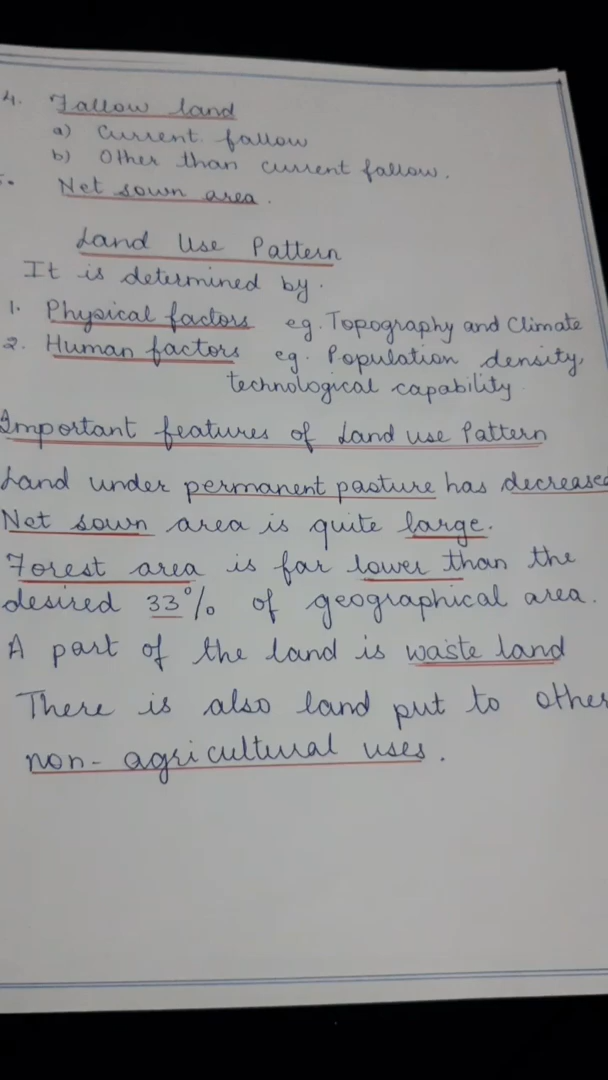 4. Fallow land
a) Current fallow
b) Other than current fallow.
Net sown area.
Land Use Pattern
It is determined by.
1. Physical factors eg. Topography and Climate
2. Human factors eg. Population density,
technological capability.
Important features of Land use Pattern
Land under permanent pasture has decrease
Net sown area is quite large.
Forest area is far lower than the
desired 33% of geographical area.
A part of the land is waste land
There is also land put to other
non-agricultural uses.